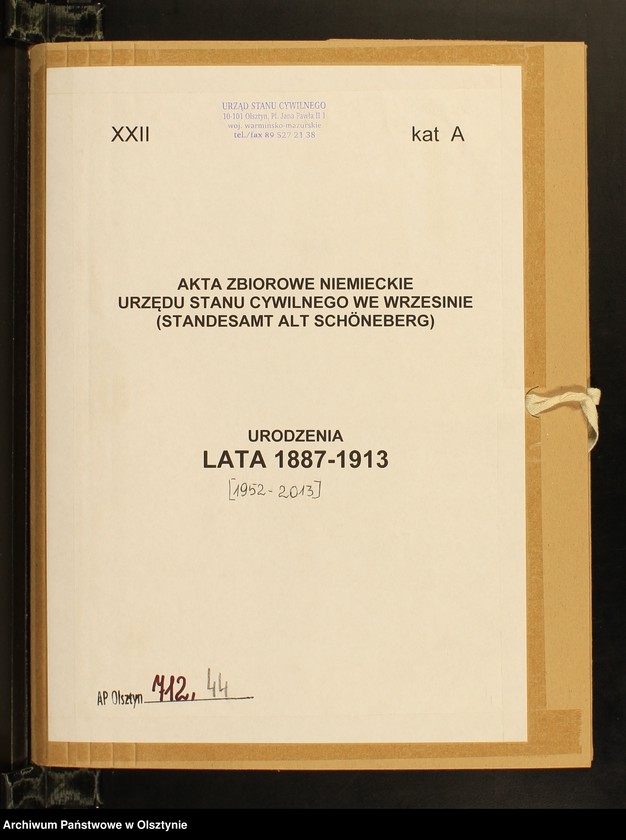 URZĄD STANU CYWILNEGO
10-101 Olsztyn, Pl. Jana Pawła II 1
woj. warmińsko-mazurskie
tel./fax 89 527 21 38
XXII kat A
AKTA ZBIOROWE NIEMIECKIE
URZĘDU STANU CYWILNEGO WE WRZESINIE
(STANDESAMT ALT SCHÖNEBERG)
URODZENIA
LATA 1887-1913
[1952-2013]
AP Olsztyn 712, 44
Archiwum Państwowe w Olsztynie